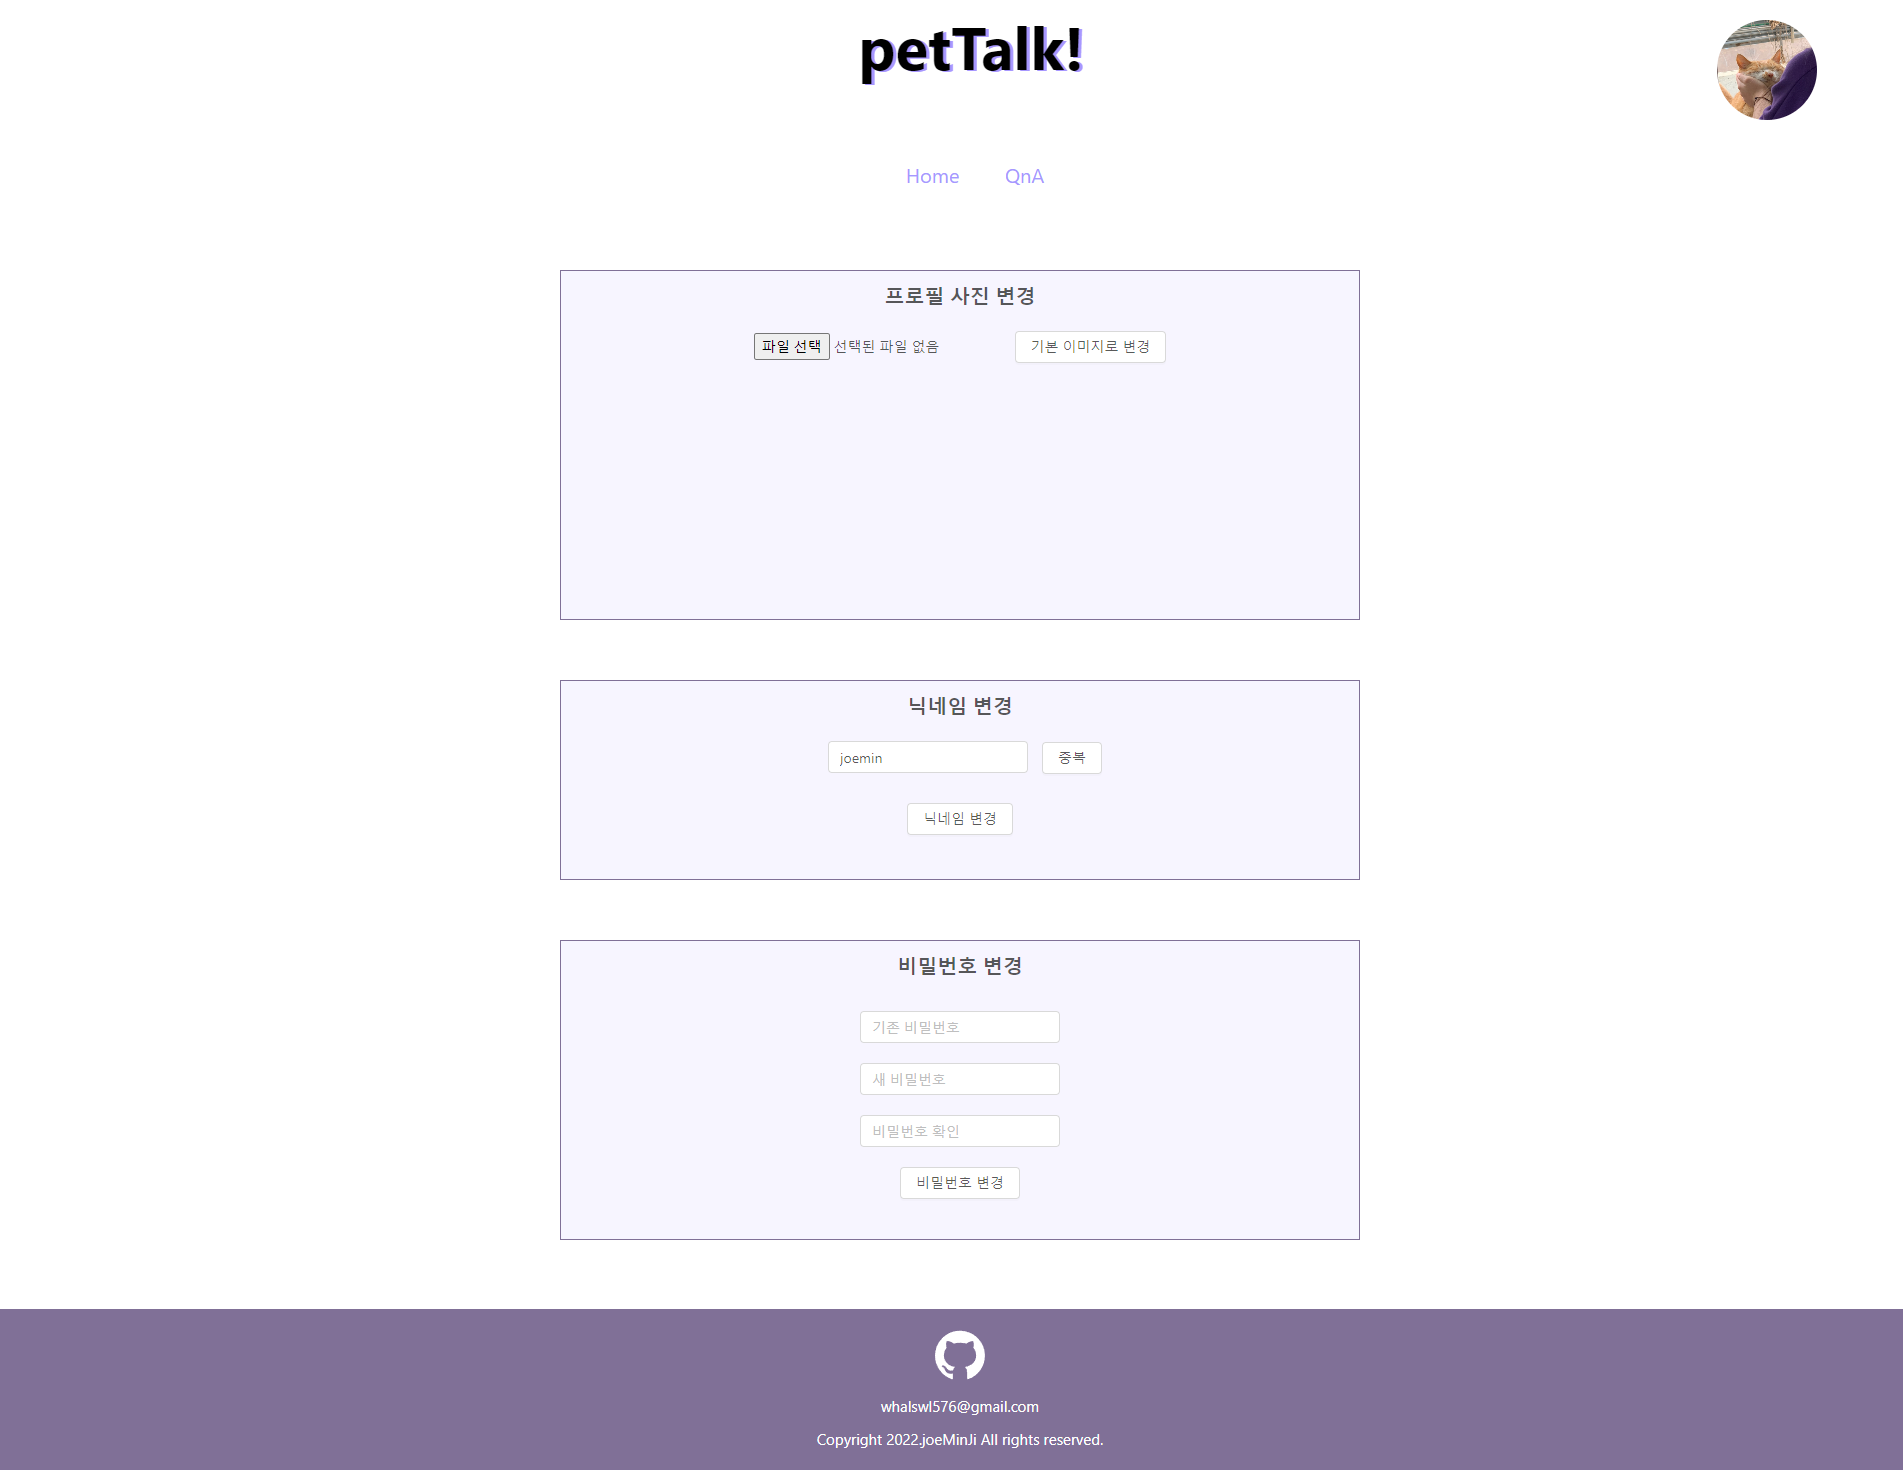 petTalk!
Home QnA
프로필 사진 변경
파일 선택 선택된 파일 없음 기본 이미지로 변경
닉네임 변경
joemin 중복
닉네임 변경
비밀번호 변경
기존 비밀번호
새 비밀번호
비밀번호 확인
비밀번호 변경
whalswl576@gmail.com
Copyright 2022.joeMinJi All rights reserved.